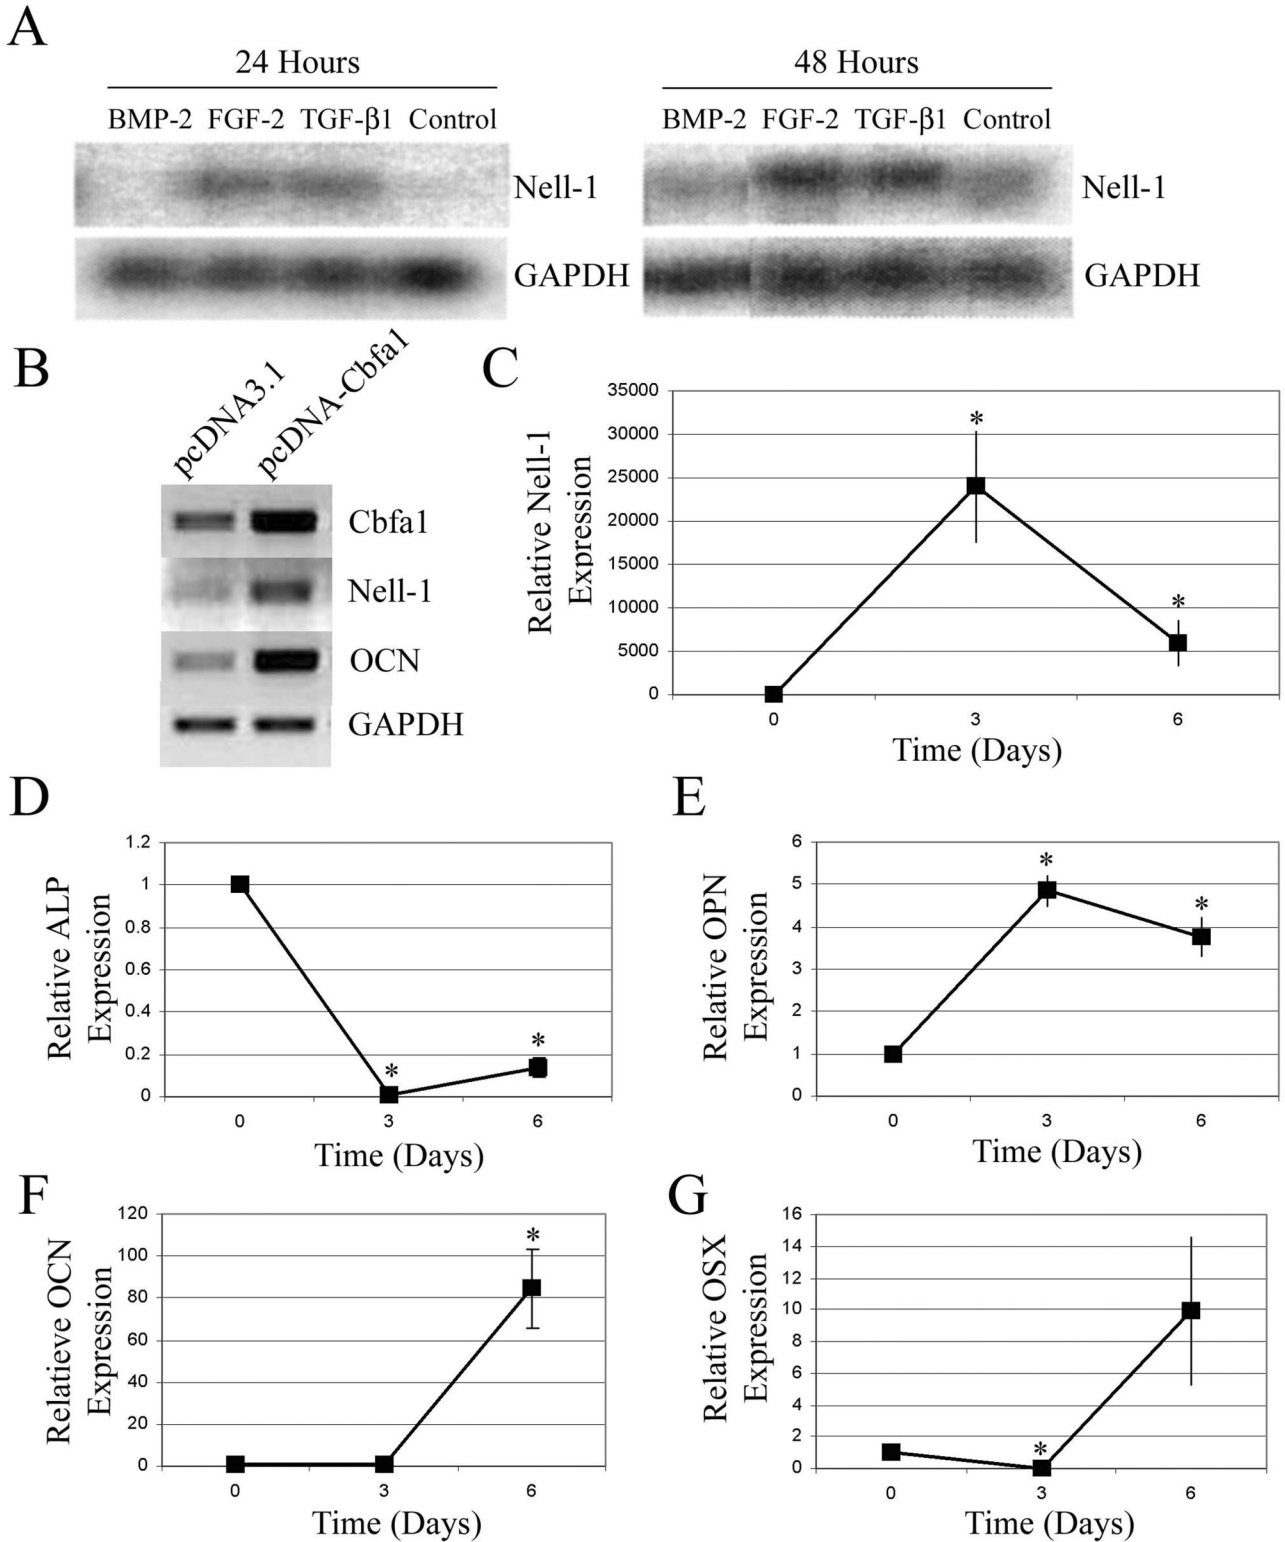 A
24 Hours
48 Hours
BMP-2 FGF-2 TGF-β1 Control
BMP-2 FGF-2 TGF-β1 Control
Nell-1
Nell-1
GAPDH
GAPDH
B
pcDNA3.1
pcDNA-Cbfa1
Cbfa1
Nell-1
OCN
GAPDH
C
Relative Nell-1
Expression
35000
30000
25000
20000
15000
10000
5000
0
*
*
0 3 6
Time (Days)
D
Relative ALP
Expression
1.2
1
0.8
0.6
0.4
0.2
0
*
*
0 3 6
Time (Days)
E
Relative OPN
Expression
6
5
4
3
2
1
0
*
*
0 3 6
Time (Days)
F
Relatieve OCN
Expression
120
100
80
60
40
20
0
*
0 3 6
Time (Days)
G
Relative OSX
Expression
16
14
12
10
8
6
4
2
0
*
0 3 6
Time (Days)